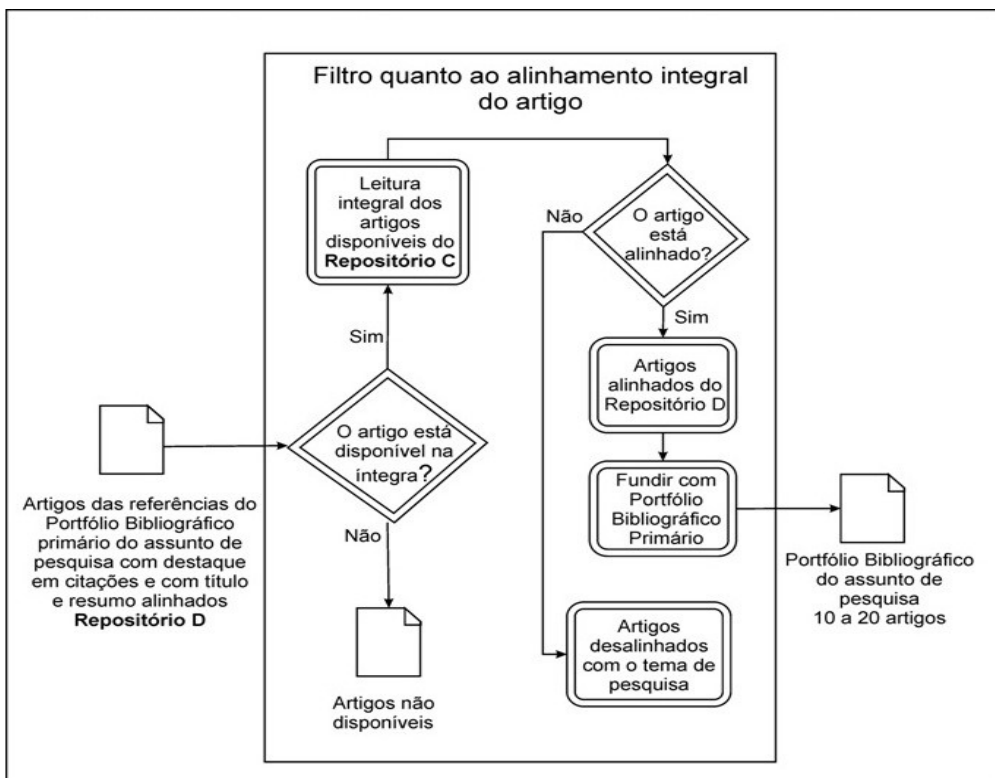 Filtro quanto ao alinhamento integral
do artigo
Artigos das referências do
Portfólio Bibliográfico
primário do assunto de
pesquisa com destaque
em citações e com título
e resumo alinhados
Repositório D
O artigo está
disponível na
íntegra?
Sim
Não
Artigos não
disponíveis
Leitura
integral dos
artigos
disponíveis do
Repositório C
O artigo
está
alinhado?
Não
Sim
Artigos
alinhados do
Repositório D
Fundir com
Portfólio
Bibliográfico
Primário
Artigos
desalinhados
com o tema de
pesquisa
Portfólio Bibliográfico
do assunto de
pesquisa
10 a 20 artigos